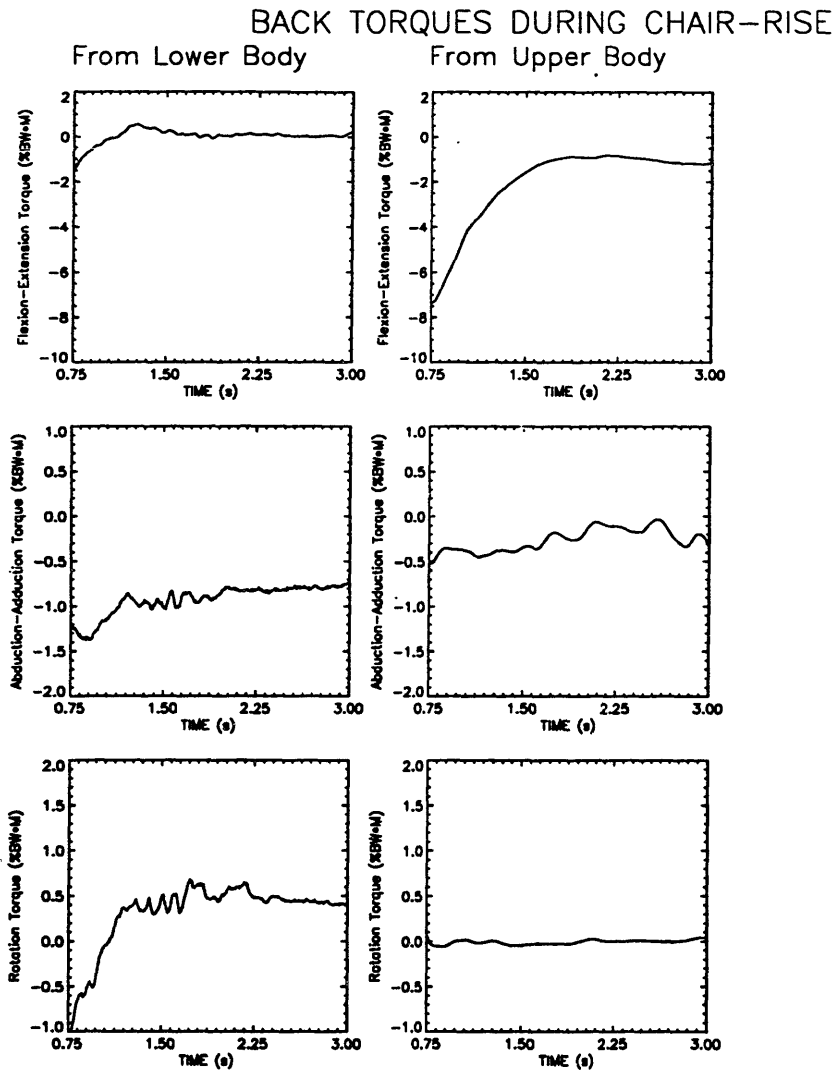 BACK TORQUES DURING CHAIR-RISE
From Lower Body
From Upper Body
Flexion-Extension Torque (%BW*M)
2
0
-2
-4
-6
-8
-10
0.75 1.50 2.25 3.00
TIME (s)
Flexion-Extension Torque (%BW*M)
2
0
-2
-4
-6
-8
-10
0.75 1.50 2.25 3.00
TIME (s)
Abduction-Adduction Torque (%BW*M)
1.0
0.5
0.0
-0.5
-1.0
-1.5
-2.0
0.75 1.50 2.25 3.00
TIME (s)
Abduction-Adduction Torque (%BW*M)
1.0
0.5
0.0
-0.5
-1.0
-1.5
-2.0
0.75 1.50 2.25 3.00
TIME (s)
Rotation Torque (%BW*M)
2.0
1.5
1.0
0.5
0.0
-0.5
-1.0
0.75 1.50 2.25 3.00
TIME (s)
Rotation Torque (%BW*M)
2.0
1.5
1.0
0.5
0.0
-0.5
-1.0
0.75 1.50 2.25 3.00
TIME (s)